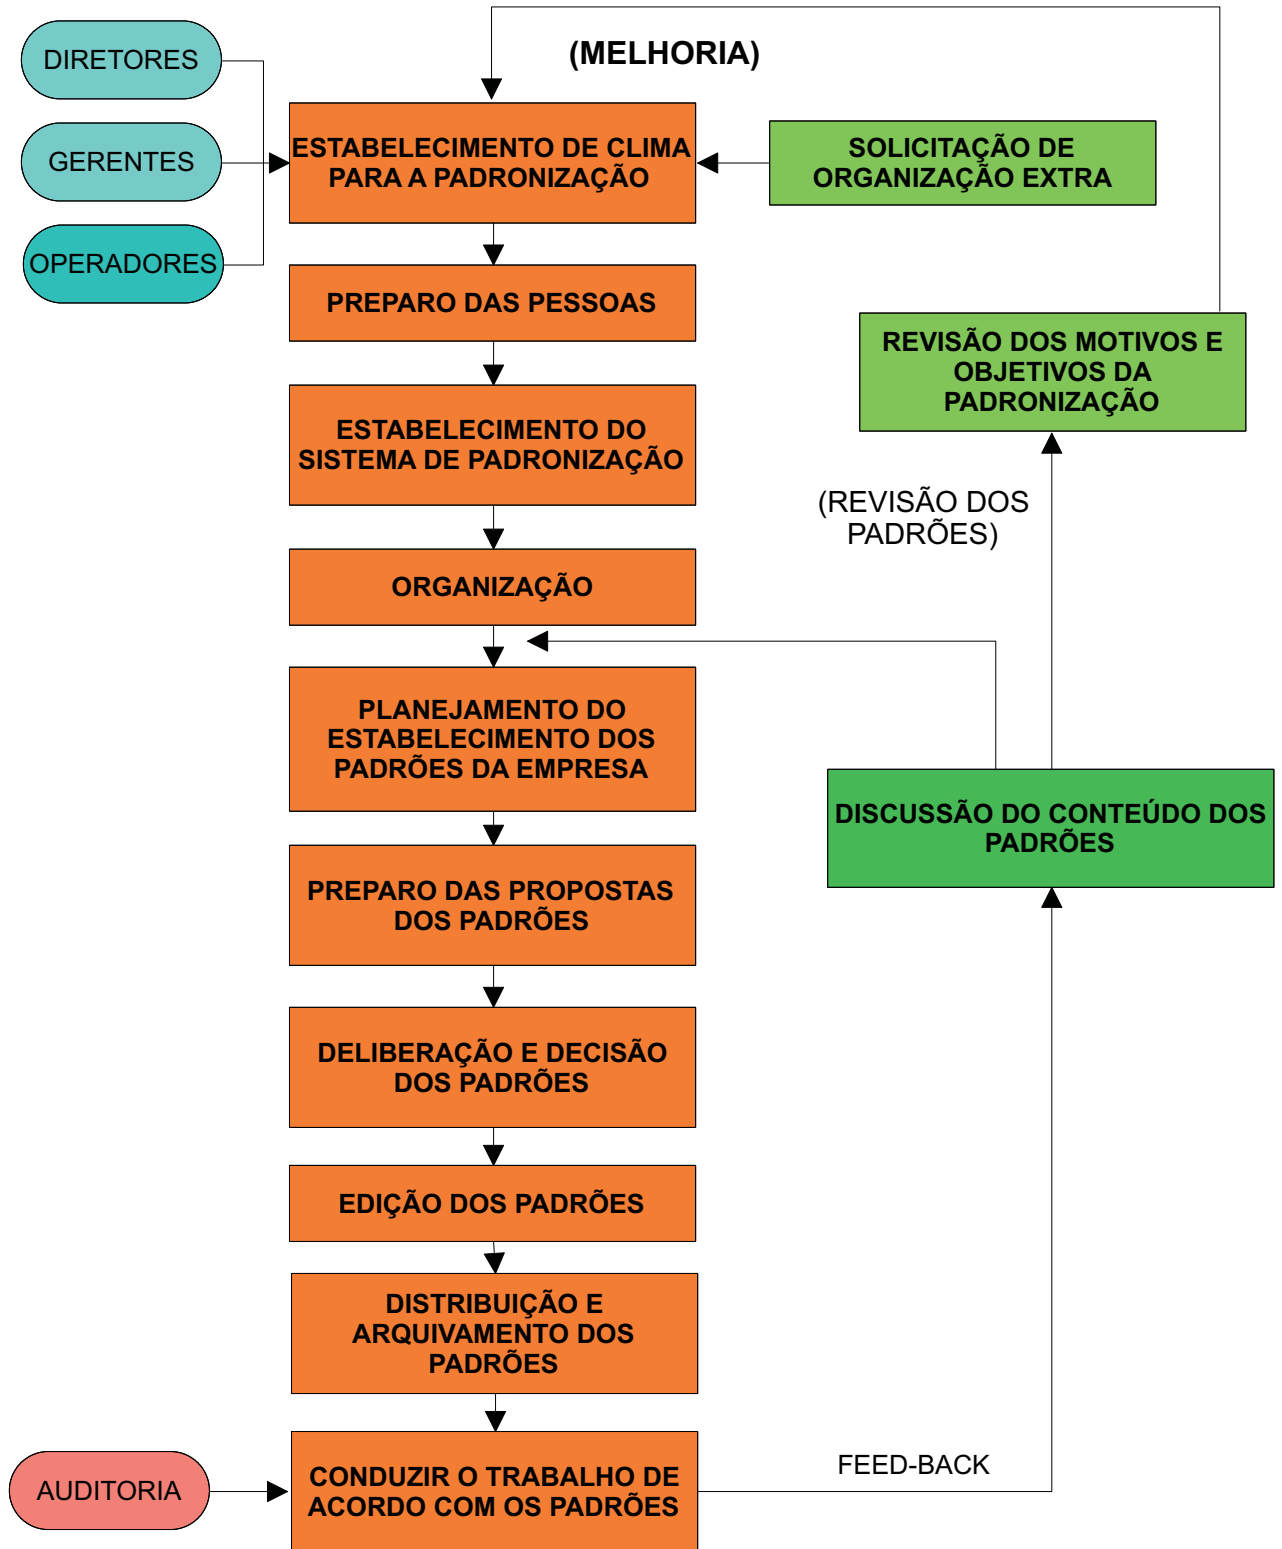 DIRETORES
(MELHORIA)
ESTABELECIMENTO DE CLIMA
PARA A PADRONIZAÇÃO
SOLICITAÇÃO DE
ORGANIZAÇÃO EXTRA
GERENTES
OPERADORES
PREPARO DAS PESSOAS
REVISÃO DOS MOTIVOS E
OBJETIVOS DA
PADRONIZAÇÃO
ESTABELECIMENTO DO
SISTEMA DE PADRONIZAÇÃO
(REVISÃO DOS
PADRÕES)
ORGANIZAÇÃO
PLANEJAMENTO DO
ESTABELECIMENTO DOS
PADRÕES DA EMPRESA
DISCUSSÃO DO CONTEÚDO DOS
PADRÕES
PREPARO DAS PROPOSTAS
DOS PADRÕES
DELIBERAÇÃO E DECISÃO
DOS PADRÕES
EDIÇÃO DOS PADRÕES
DISTRIBUIÇÃO E
ARQUIVAMENTO DOS
PADRÕES
AUDITORIA
CONDUZIR O TRABALHO DE
ACORDO COM OS PADRÕES
FEED-BACK